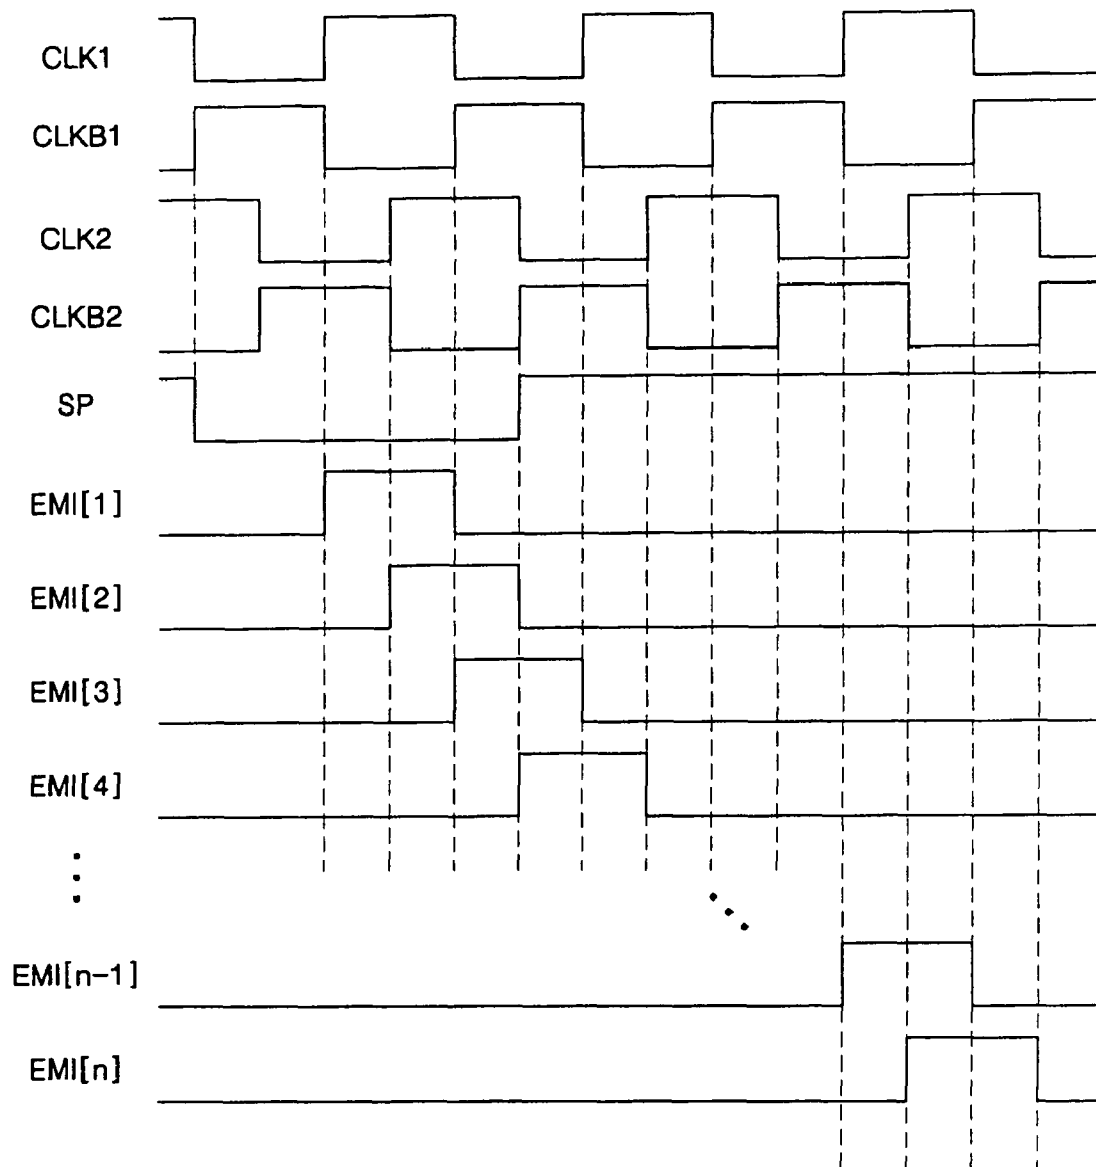 CLK1
CLKB1
CLK2
CLKB2
SP
EMI[1]
EMI[2]
EMI[3]
EMI[4]
EMI[n-1]
EMI[n]